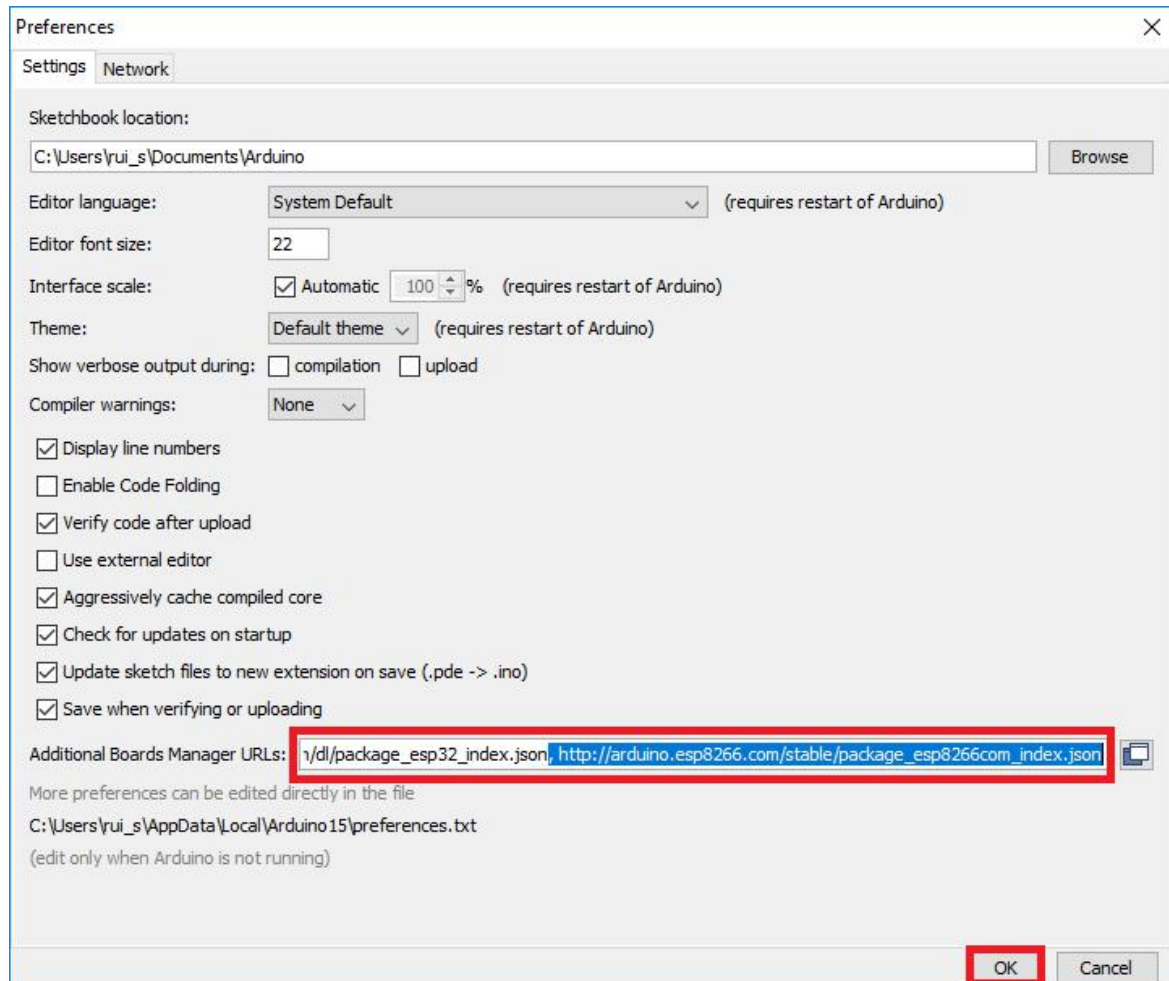 Preferences
Settings Network
Sketchbook location:
C:\Users\rui_s\Documents\Arduino Browse
Editor language: System Default (requires restart of Arduino)
Editor font size: 22
Interface scale: Automatic 100 % (requires restart of Arduino)
Theme: Default theme (requires restart of Arduino)
Show verbose output during: compilation upload
Compiler warnings: None
Display line numbers
Enable Code Folding
Verify code after upload
Use external editor
Aggressively cache compiled core
Check for updates on startup
Update sketch files to new extension on save (.pde -> .ino)
Save when verifying or uploading
Additional Boards Manager URLs: /dl/package_esp32_index.json, http://arduino.esp8266.com/stable/package_esp8266com_index.json
More preferences can be edited directly in the file
C:\Users\rui_s\AppData\Local\Arduino15\preferences.txt
(edit only when Arduino is not running)
OK Cancel